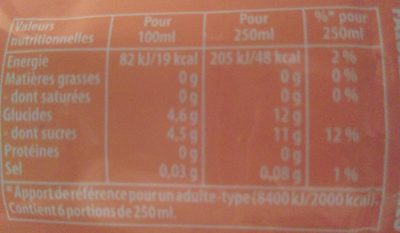 Valeurs nutritionnelles Pour 100ml Pour 250ml %* pour 250ml
Energie 82 kJ/19 kcal 205 kJ/48 kcal 2 %
Matières grasses 0 g 0 g 0 %
- dont saturées 0 g 0 g 0 %
Glucides 4,6 g 12 g
- dont sucres 4,5 g 11 g 12 %
Protéines 0 g 0 g
Sel 0,03 g 0,08 g 1 %
*Apport de référence pour un adulte-type (8400 kJ/2000 kcal).
Contient 6 portions de 250 ml.